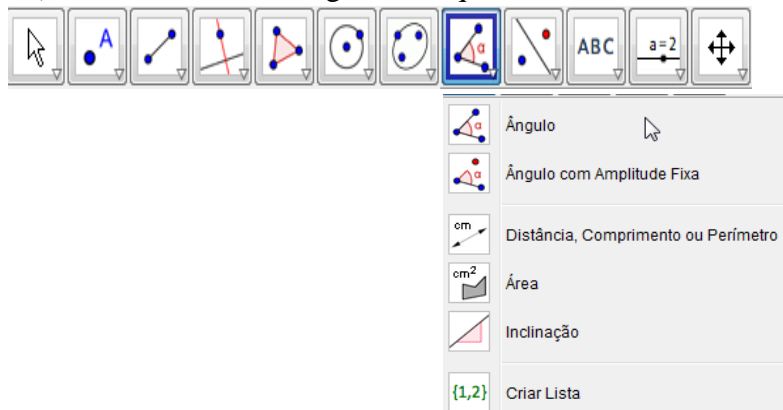 A
α
ABC
a=2
α
Ângulo
α
Ângulo com Amplitude Fixa
cm
Distância, Comprimento ou Perímetro
cm²
Área
Inclinação
{1,2}
Criar Lista